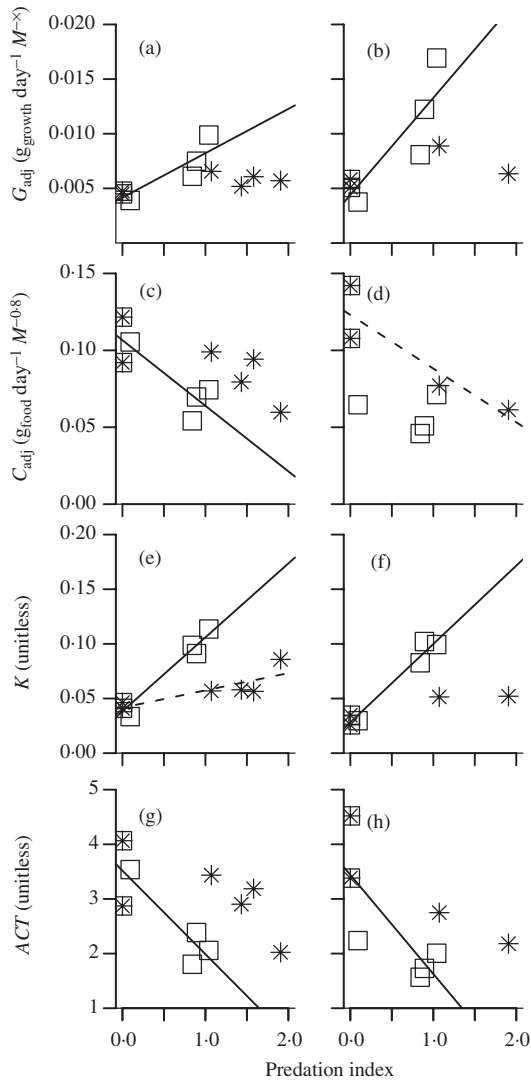 0·020
0·015
0·010
0·005
G_adj (g_growth day⁻¹ M⁻ˣ)
(a)
(b)
0·15
0·10
0·05
0·00
C_adj (g_food day⁻¹ M⁻⁰·⁸)
(c)
(d)
0·20
0·15
0·10
0·05
0·00
K (unitless)
(e)
(f)
5
4
3
2
1
ACT (unitless)
(g)
(h)
0·0 1·0 2·0 0·0 1·0 2·0
Predation index